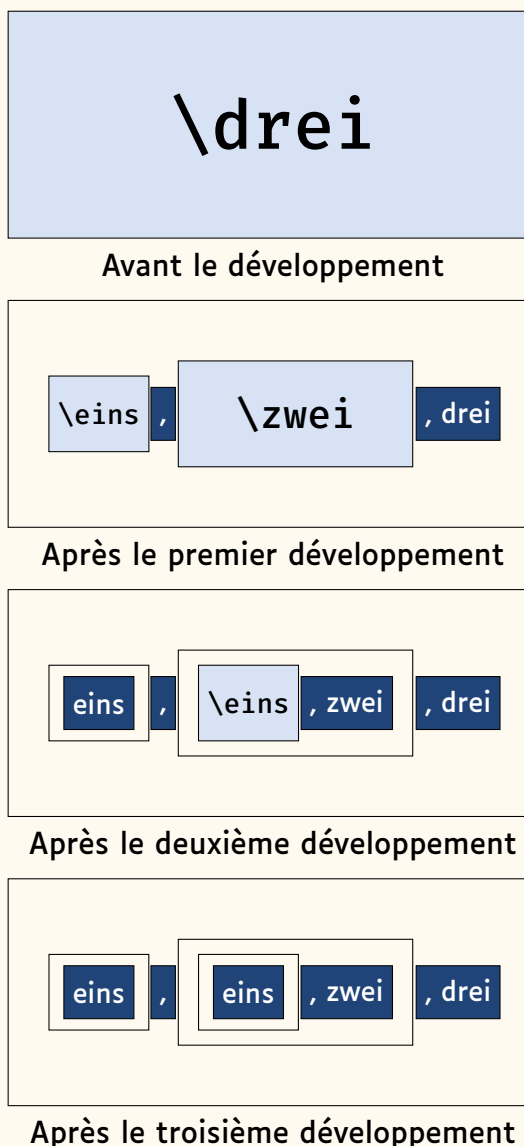 \drei
Avant le développement
\eins , \zwei , drei
Après le premier développement
eins , \eins , zwei , drei
Après le deuxième développement
eins , eins , zwei , drei
Après le troisième développement